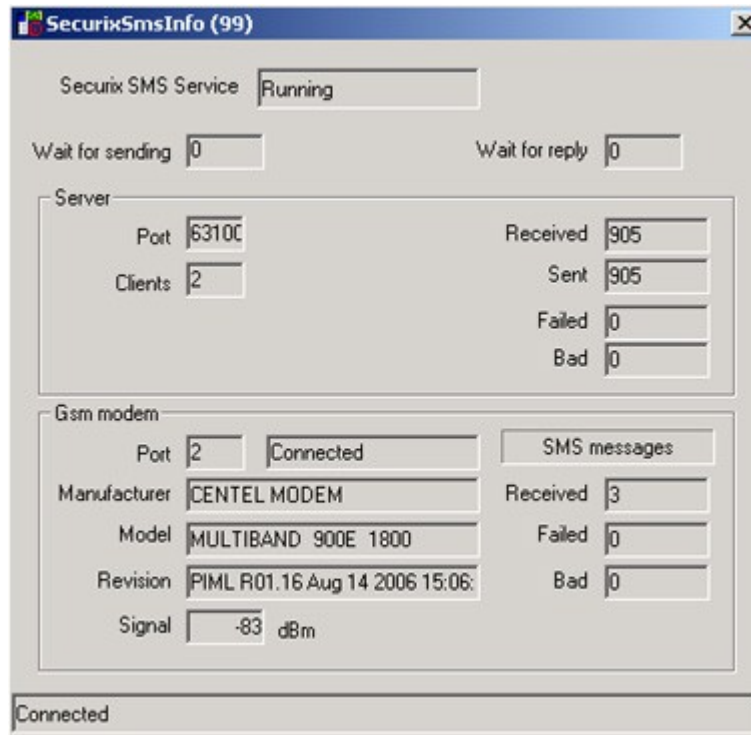 SecurixSmsInfo (99)
Securix SMS Service Running
Wait for sending 0 Wait for reply 0
Server
Port 63100 Received 905
Clients 2 Sent 905
Failed 0
Bad 0
Gsm modem
Port 2 Connected SMS messages
Manufacturer CENTEL MODEM Received 3
Model MULTIBAND 900E 1800 Failed 0
Revision PIML R01.16 Aug 14 2006 15:06: Bad 0
Signal -83 dBm
Connected